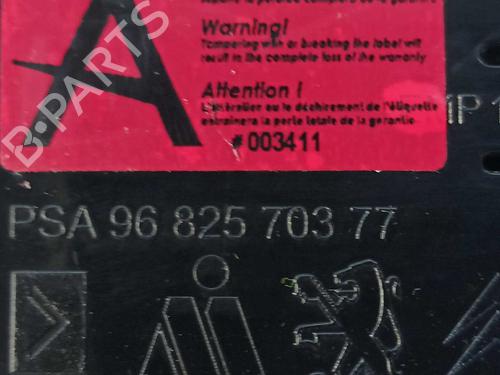 Warning!
Tampering with or breaking the label will
result in the complete loss of the warranty
Attention !
L'altération ou le déchirement de l'étiquette
entraînera la perte totale de la garantie
A
# 003411
B-PARTS
PSA 96 825 703 77